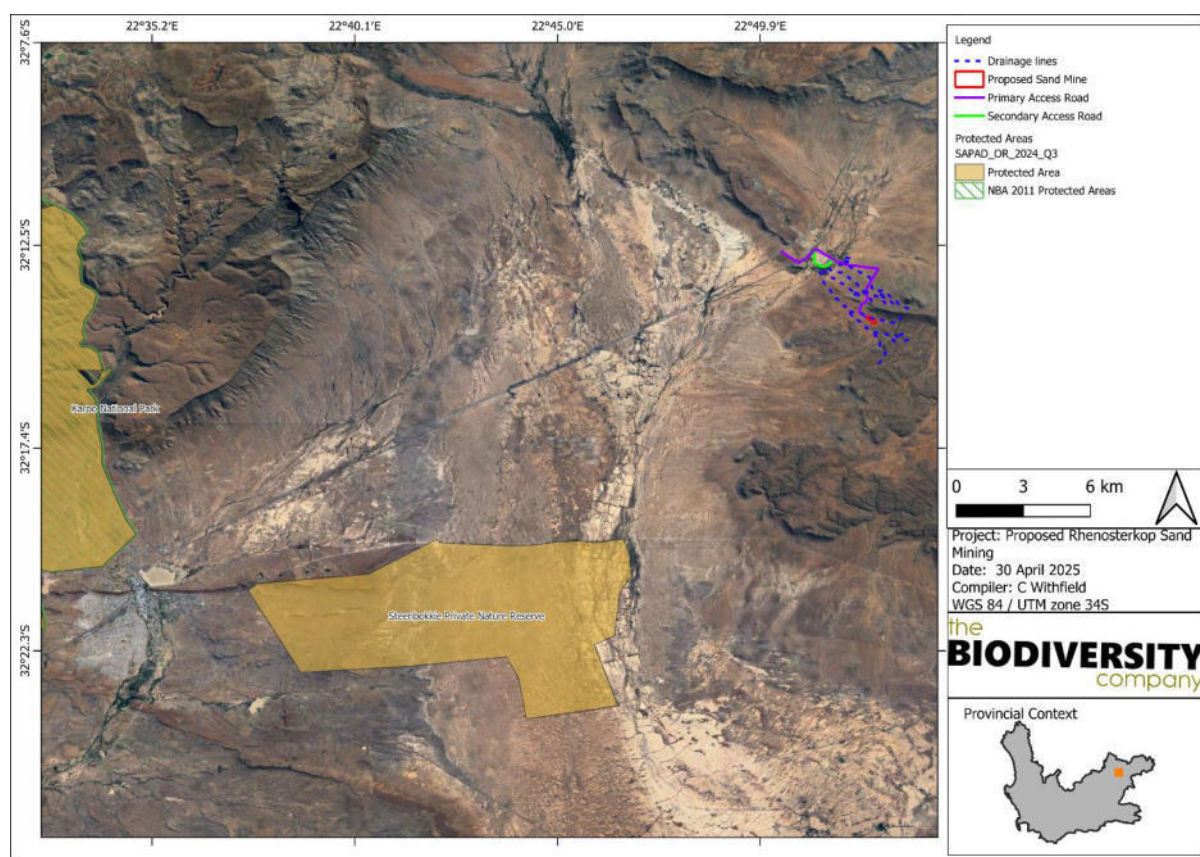 22°35.2'E
22°40.1'E
22°45.0'E
22°49.9'E
32°7.6'S
32°12.5'S
32°17.4'S
32°22.3'S
Karoo National Park
Steenbokkie Private Nature Reserve
Legend
Drainage lines
Proposed Sand Mine
Primary Access Road
Secondary Access Road
Protected Areas
SAPAD_OR_2024_Q3
Protected Area
NBA 2011 Protected Areas
0 3 6 km
Project: Proposed Rhenosterkop Sand
Mining
Date: 30 April 2025
Compiler: C Withfield
WGS 84 / UTM zone 34S
the
BIODIVERSITY
company
Provincial Context